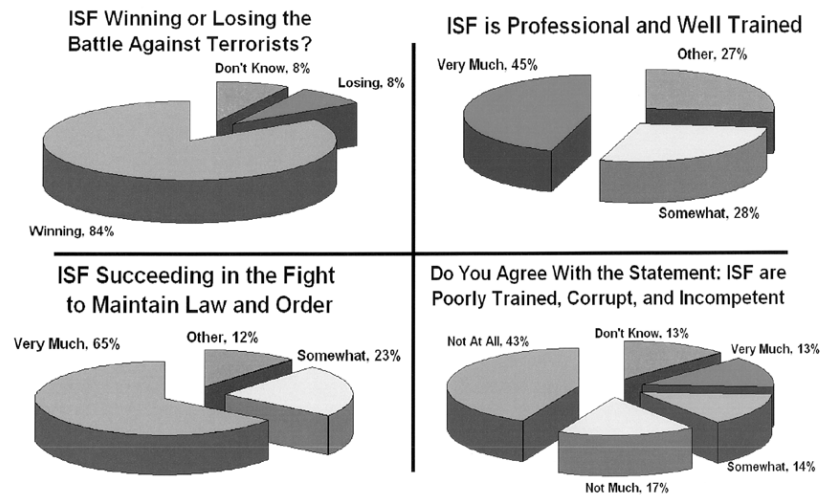 ISF Winning or Losing the
Battle Against Terrorists?
Don't Know, 8%
Losing, 8%
Winning, 84%
ISF is Professional and Well Trained
Other, 27%
Very Much, 45%
Somewhat, 28%
ISF Succeeding in the Fight
to Maintain Law and Order
Other, 12%
Very Much, 65%
Somewhat, 23%
Do You Agree With the Statement: ISF are
Poorly Trained, Corrupt, and Incompetent
Don't Know, 13%
Not At All, 43%
Very Much, 13%
Somewhat, 14%
Not Much, 17%